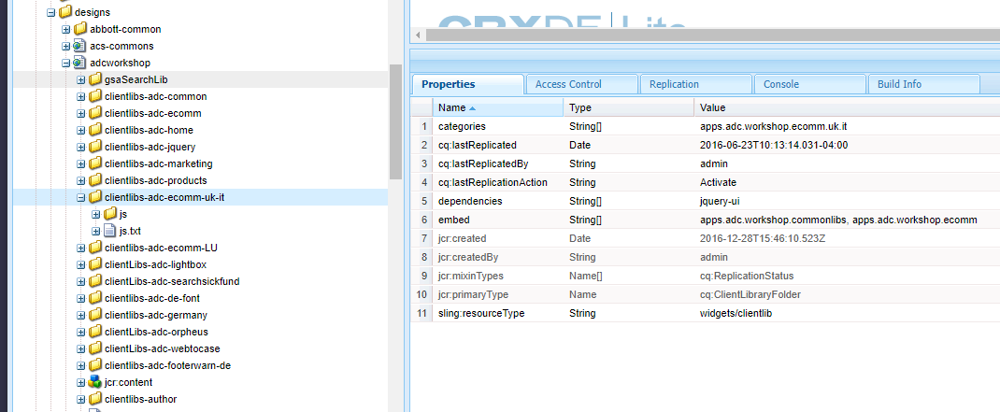 designs
abbott-common
acs-commons
adcworkshop
gsaSearchLib
clientlibs-adc-common
clientlibs-adc-ecomm
clientlibs-adc-home
clientlibs-adc-jquery
clientlibs-adc-marketing
clientlibs-adc-products
clientlibs-adc-ecomm-uk-it
js
js.txt
clientlibs-adc-ecomm-LU
clientLibs-adc-lightbox
clientLibs-adc-searchsickfund
clientlibs-adc-de-font
clientlibs-adc-germany
clientLibs-adc-orpheus
clientLibs-adc-webtocase
clientlibs-adc-footerwarn-de
jcr:content
clientlibs-author
CRXDE | Lite
Properties Access Control Replication Console Build Info
Name Type Value
1 categories String[] apps.adc.workshop.ecomm.uk.it
2 cq:lastReplicated Date 2016-06-23T10:13:14.031-04:00
3 cq:lastReplicatedBy String admin
4 cq:lastReplicationAction String Activate
5 dependencies String[] jquery-ui
6 embed String[] apps.adc.workshop.commonlibs, apps.adc.workshop.ecomm
7 jcr:created Date 2016-12-28T15:46:10.523Z
8 jcr:createdBy String admin
9 jcr:mixinTypes Name[] cq:ReplicationStatus
10 jcr:primaryType Name cq:ClientLibraryFolder
11 sling:resourceType String widgets/clientlib